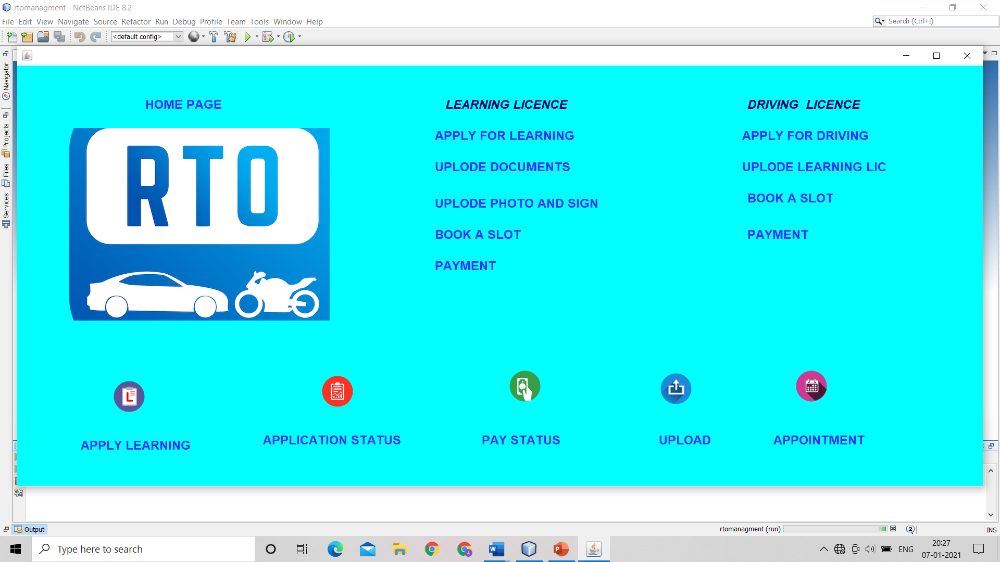 rtomanagment - NetBeans IDE 8.2
File Edit View Navigate Source Refactor Run Debug Profile Team Tools Window Help
Search (Ctrl+I)
<default config>
Navigator
Projects
Files
Services
HOME PAGE
RTO
LEARNING LICENCE
APPLY FOR LEARNING
UPLODE DOCUMENTS
UPLODE PHOTO AND SIGN
BOOK A SLOT
PAYMENT
DRIVING LICENCE
APPLY FOR DRIVING
UPLODE LEARNING LIC
BOOK A SLOT
PAYMENT
L
APPLY LEARNING
APPLICATION STATUS
PAY STATUS
UPLOAD
APPOINTMENT
Output
rtomanagment (run)
2
INS
Type here to search
W
P
A
ENG
20:27
07-01-2021